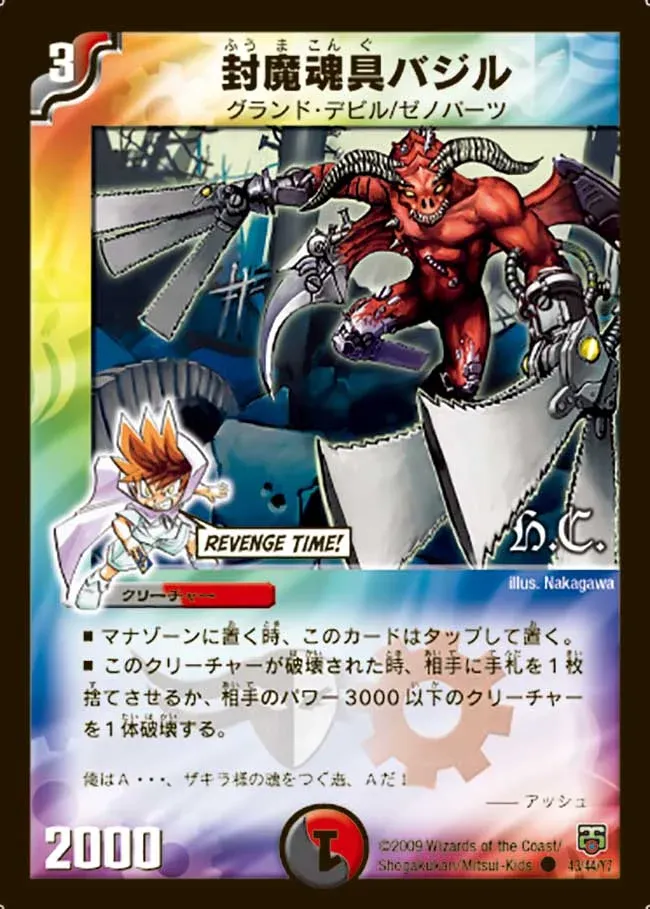 3
ふうまこんぐ
封魔魂具バジル
グランド・デビル/ゼノパーツ
REVENGE TIME!
h.C.
illus. Nakagawa
クリーチャー
■ マナゾーンに置く時、このカードはタップして置く。
■ このクリーチャーが破壊された時、相手に手札を1枚
捨てさせるか、相手のパワー3000以下のクリーチャー
を1体破壊する。
俺はA・・・、ザキラ様の魂をつぐ者、Aだ!
—— アッシュ
2000
1
©2009 Wizards of the Coast/
Shogakukan/Mitsui-Kids
43/44/Y7